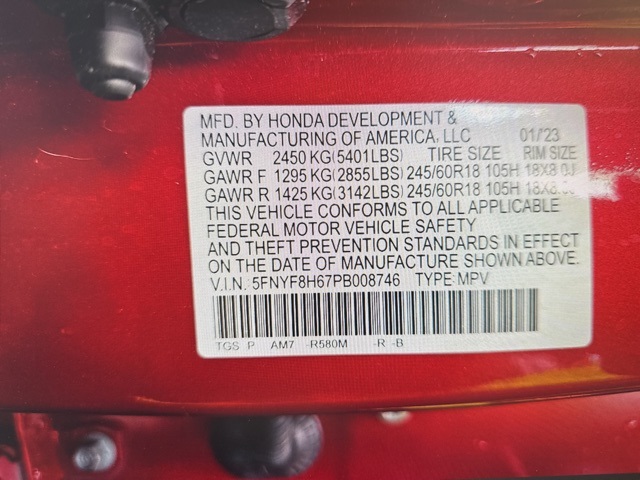 MFD. BY HONDA DEVELOPMENT &
MANUFACTURING OF AMERICA, LLC 01/'23
GVWR 2450 KG(5401LBS) TIRE SIZE RIM SIZE
GAWR F 1295 KG(2855LBS) 245/60R18 105H 18X8.0J
GAWR R 1425 KG(3142LBS) 245/60R18 105H
THIS VEHICLE CONFORMS TO ALL APPLICABLE
FEDERAL MOTOR VEHICLE SAFETY
AND THEFT PREVENTION STANDARDS IN EFFECT
ON THE DATE OF MANUFACTURE SHOWN ABOVE.
V.I.N. 5FNYF8H67PB008746 TYPE: MPV
TGS P AM7 -R580M -R -B